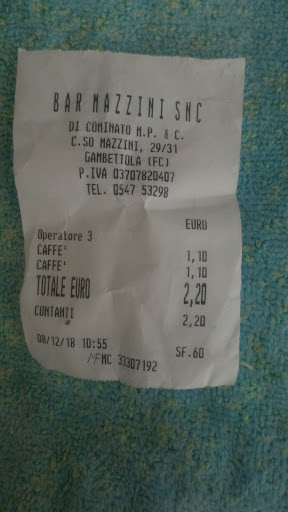 BAR MAZZINI SNC
DI COMINATO M.P. & C.
C.SO MAZZINI, 29/31
GAMBETTOLA (FC)
P.IVA 03707820407
TEL. 0547 53298
EURO
Operatore 3
CAFFE' 1,10
CAFFE' 1,10
TOTALE EURO 2,20
CONTANTI 2,20
08/12/18 10:55 SF.60
MF MC 33307192